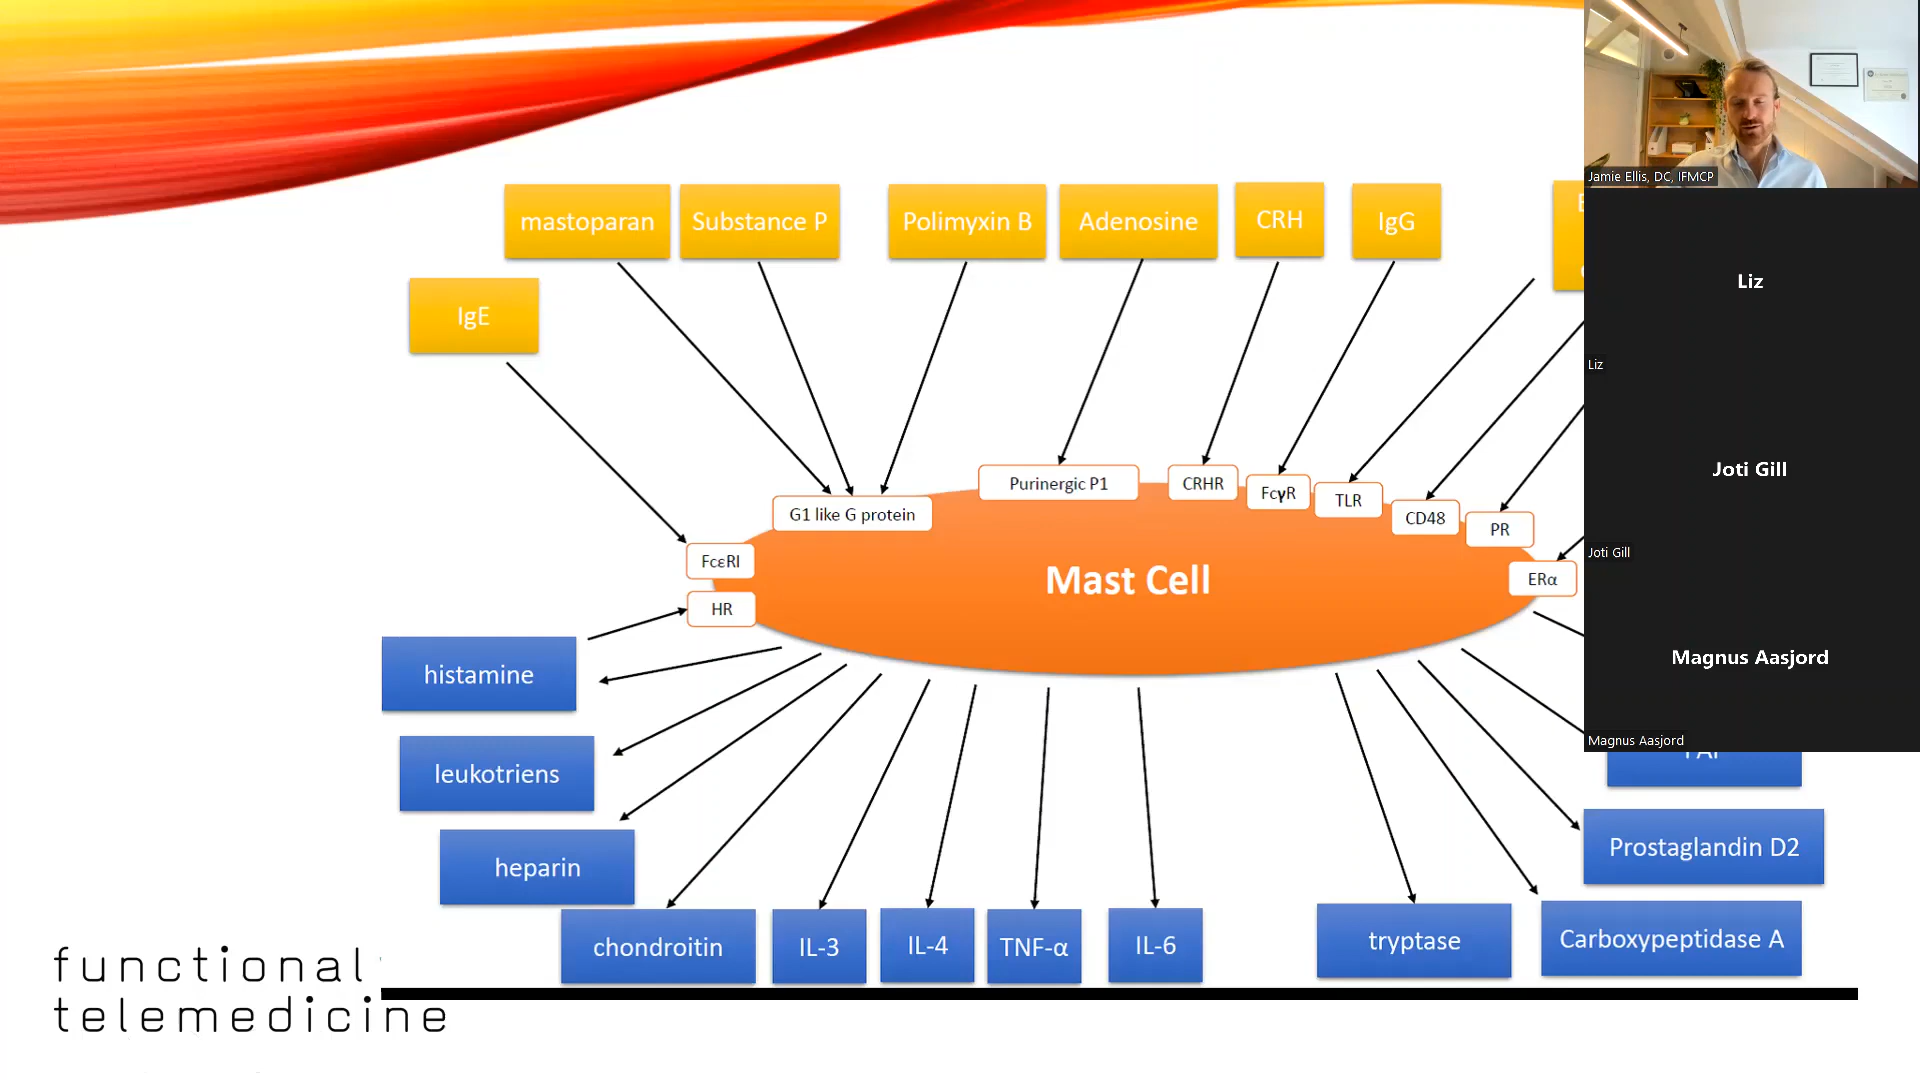 mastoparan
Substance P
Polimyxin B
Adenosine
CRH
IgG
IgE
Purinergic P1
CRHR
FcγR
TLR
CD48
PR
ERα
G1 like G protein
FcεRI
HR
Mast Cell
histamine
leukotriens
heparin
chondroitin
IL-3
IL-4
TNF-α
IL-6
tryptase
Carboxypeptidase A
Prostaglandin D2
functional
telemedicine
Jamie Ellis, DC, IFMCP
Liz
Liz
Joti Gill
Joti Gill
Magnus Aasjord
Magnus Aasjord